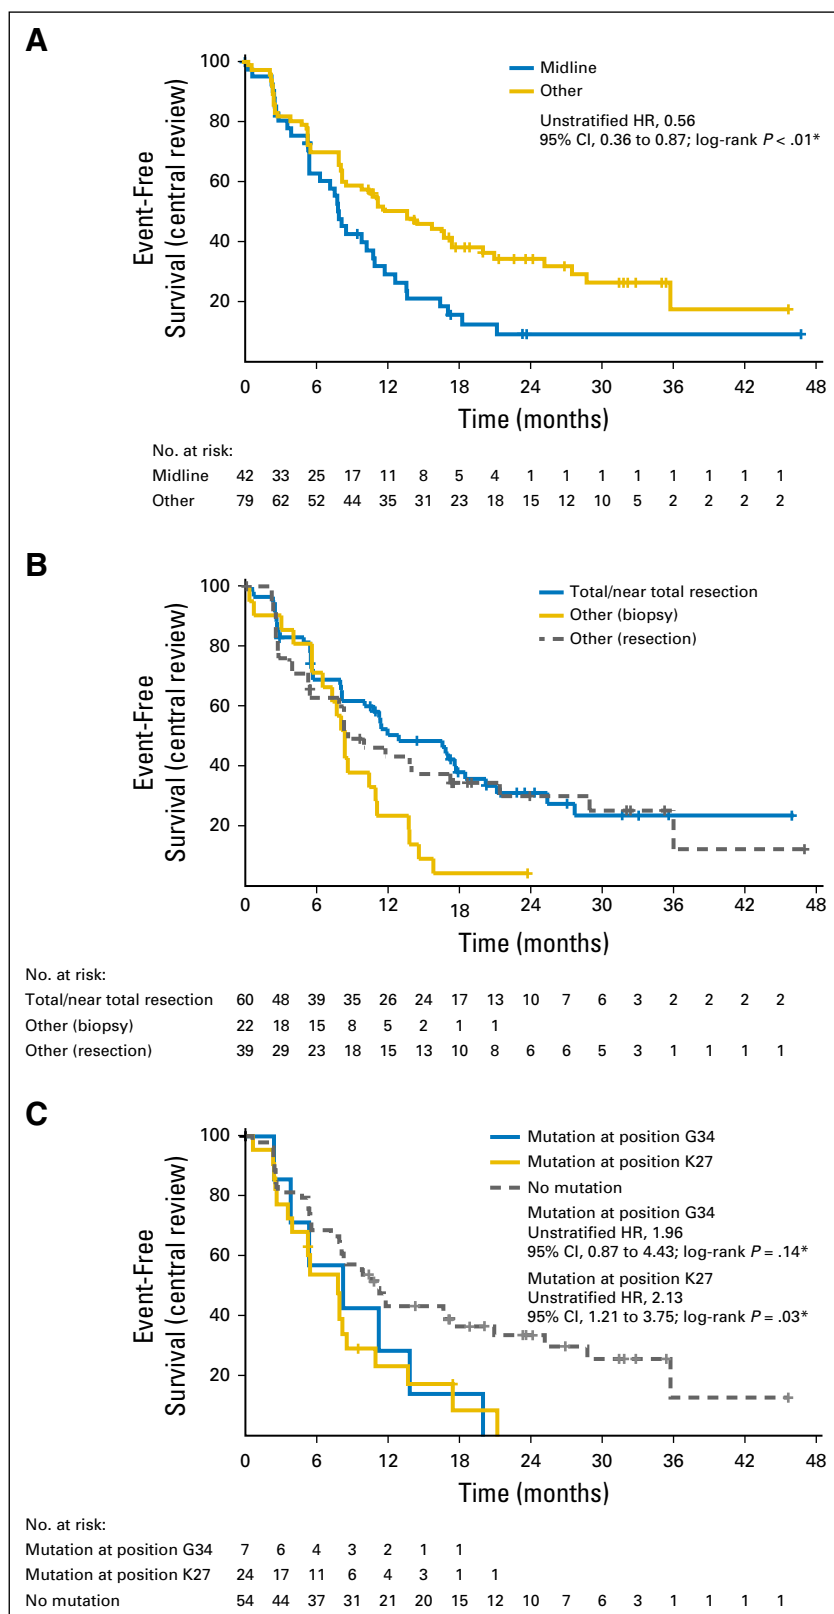 A
Event-Free
Survival (central review)
100
80
60
40
20
Midline
Other
Unstratified HR, 0.56
95% CI, 0.36 to 0.87; log-rank P < .01*
0 6 12 18 24 30 36 42 48
Time (months)
No. at risk:
Midline 42 33 25 17 11 8 5 4 1 1 1 1 1 1 1 1
Other 79 62 52 44 35 31 23 18 15 12 10 5 2 2 2 2
B
Event-Free
Survival (central review)
100
80
60
40
20
Total/near total resection
Other (biopsy)
Other (resection)
0 6 12 18 24 30 36 42 48
Time (months)
No. at risk:
Total/near total resection 60 48 39 35 26 24 17 13 10 7 6 3 2 2 2 2
Other (biopsy) 22 18 15 8 5 2 1 1
Other (resection) 39 29 23 18 15 13 10 8 6 6 5 3 1 1 1 1
C
Event-Free
Survival (central review)
100
80
60
40
20
Mutation at position G34
Mutation at position K27
No mutation
Mutation at position G34
Unstratified HR, 1.96
95% CI, 0.87 to 4.43; log-rank P = .14*
Mutation at position K27
Unstratified HR, 2.13
95% CI, 1.21 to 3.75; log-rank P = .03*
0 6 12 18 24 30 36 42 48
Time (months)
No. at risk:
Mutation at position G34 7 6 4 3 2 1 1
Mutation at position K27 24 17 11 6 4 3 1 1
No mutation 54 44 37 31 21 20 15 12 10 7 6 3 1 1 1 1